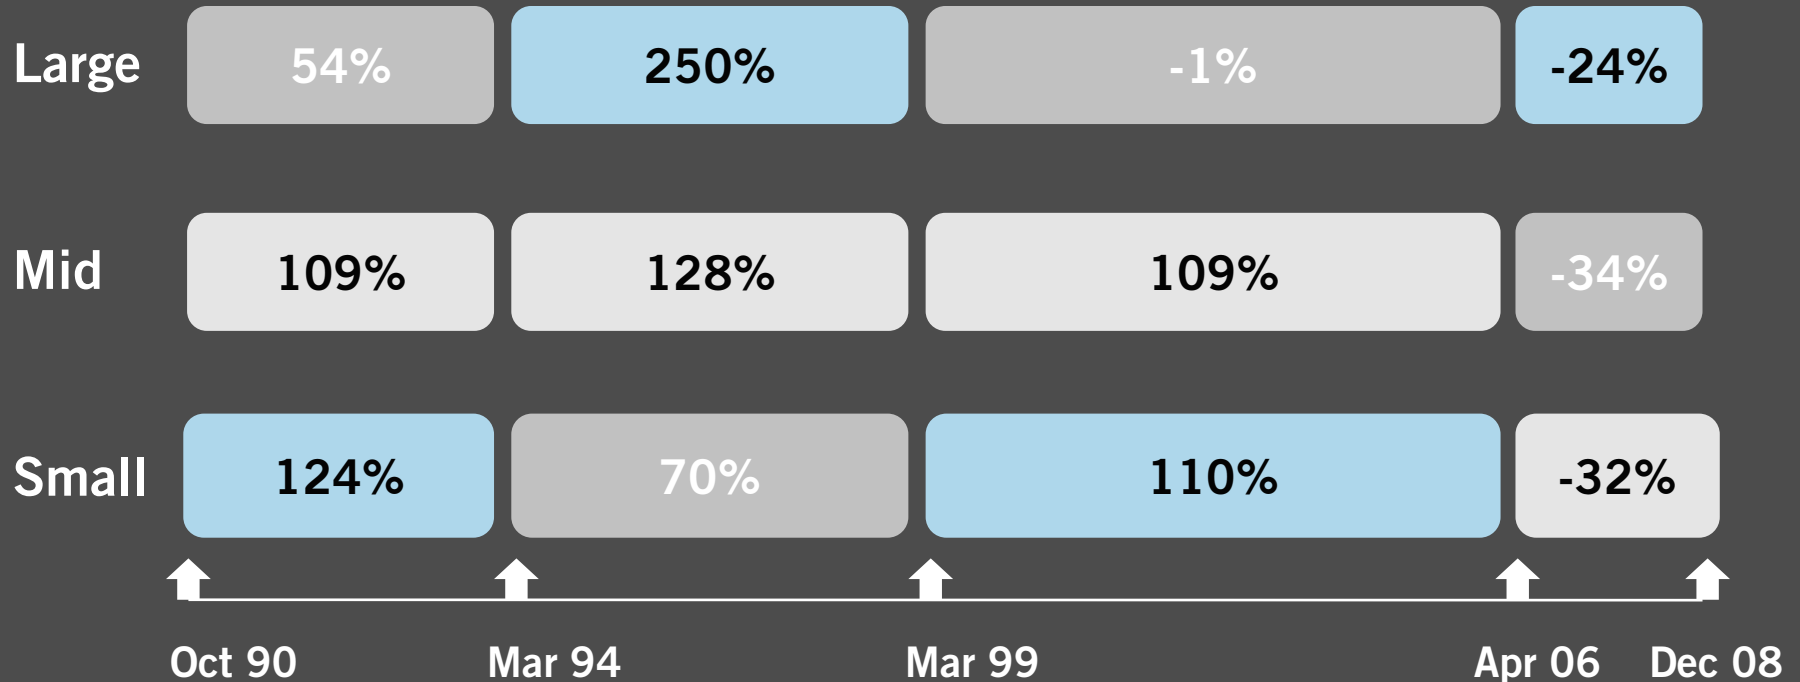 Large 54% 250% -1% -24%
Mid 109% 128% 109% -34%
Small 124% 70% 110% -32%
Oct 90 Mar 94 Mar 99 Apr 06 Dec 08